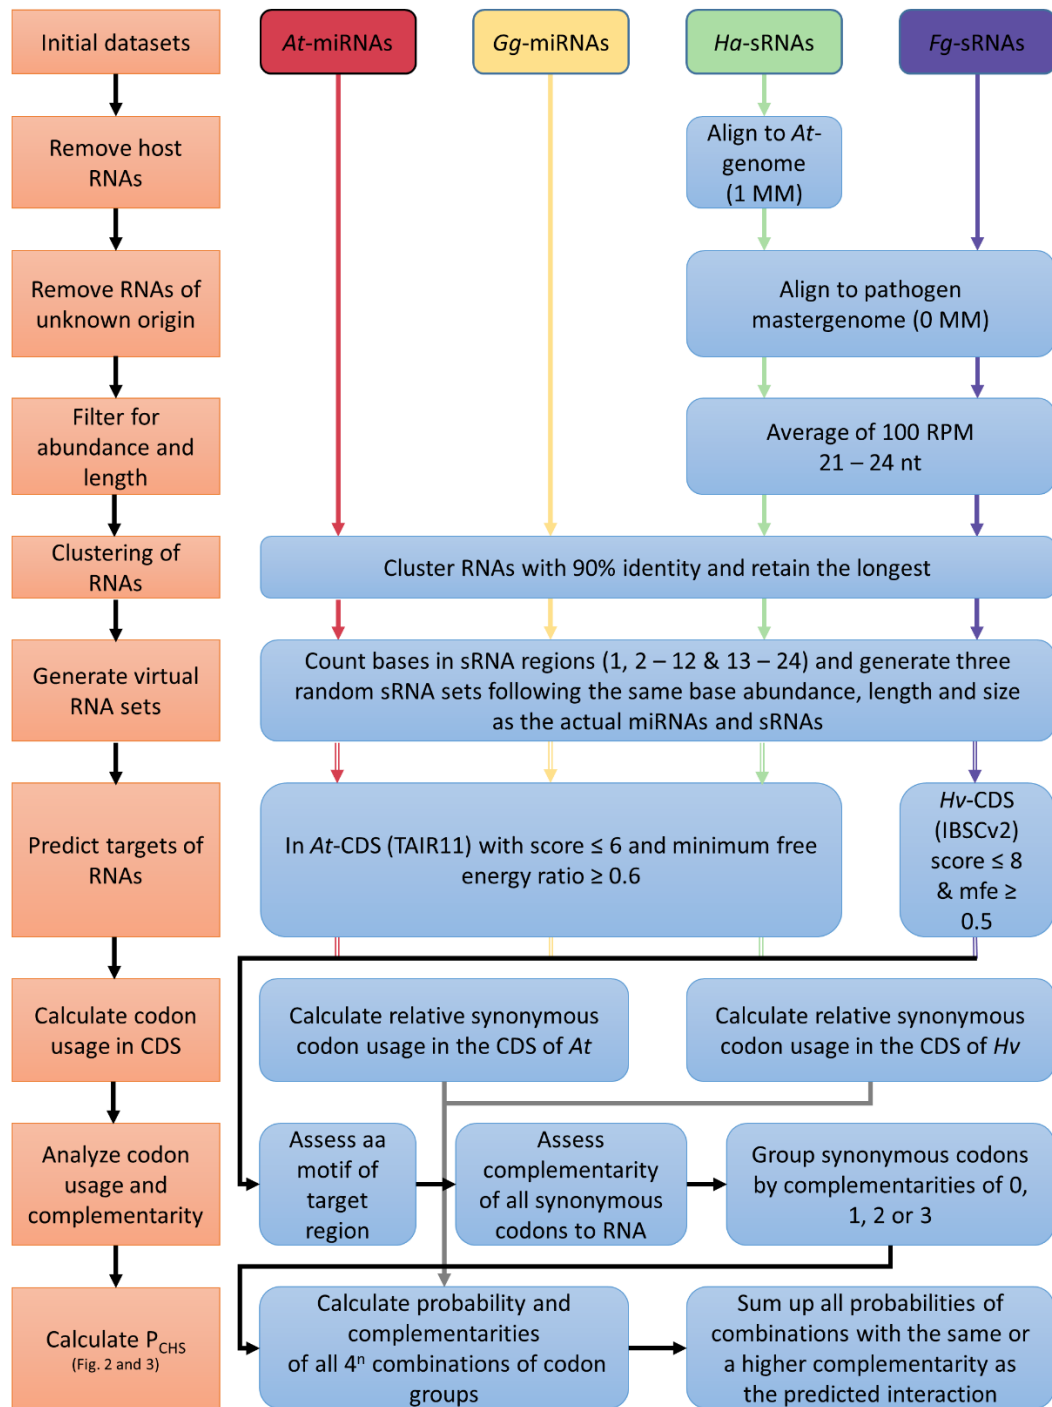 Initial datasets
At-miRNAs
Gg-miRNAs
Ha-sRNAs
Fg-sRNAs
Remove host
RNAs
Align to At-
genome
(1 MM)
Remove RNAs of
unknown origin
Align to pathogen
mastergenome (0 MM)
Filter for
abundance and
length
Average of 100 RPM
21 – 24 nt
Clustering of
RNAs
Cluster RNAs with 90% identity and retain the longest
Generate virtual
RNA sets
Count bases in sRNA regions (1, 2 – 12 & 13 – 24) and generate three
random sRNA sets following the same base abundance, length and size
as the actual miRNAs and sRNAs
Predict targets of
RNAs
In At-CDS (TAIR11) with score ≤ 6 and minimum free
energy ratio ≥ 0.6
Hv-CDS
(IBSCv2)
score ≤ 8
& mfe ≥
0.5
Calculate codon
usage in CDS
Calculate relative synonymous
codon usage in the CDS of At
Calculate relative synonymous
codon usage in the CDS of Hv
Analyze codon
usage and
complementarity
Assess aa
motif of
target
region
Assess
complementarity
of all synonymous
codons to RNA
Group synonymous codons
by complementarities of 0,
1, 2 or 3
Calculate PCHS
(Fig. 2 and 3)
Calculate probability and
complementarities
of all 4ⁿ combinations of codon
groups
Sum up all probabilities of
combinations with the same or
a higher complementarity as
the predicted interaction